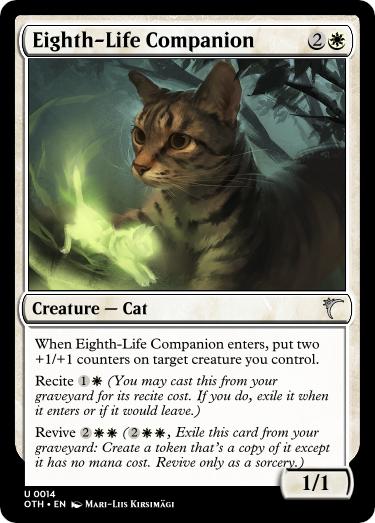 Eighth-Life Companion 2
Creature — Cat
When Eighth-Life Companion enters, put two
+1/+1 counters on target creature you control.
Recite 1 (You may cast this from your
graveyard for its recite cost. If you do, exile it when
it enters or if it would leave.)
Revive 2 (2, Exile this card from your
graveyard: Create a token that's a copy of it except
it has no mana cost. Revive only as a sorcery.)
1/1
U 0014
OTH • EN Mari-Liis Kirsimägi